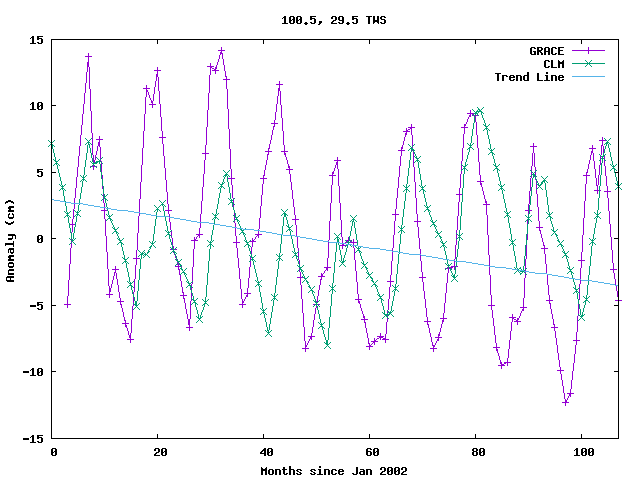 100.5, 29.5 TWS
GRACE
CLM
Trend Line
15
10
5
0
-5
-10
-15
Anomaly (cm)
0 20 40 60 80 100
Months since Jan 2002